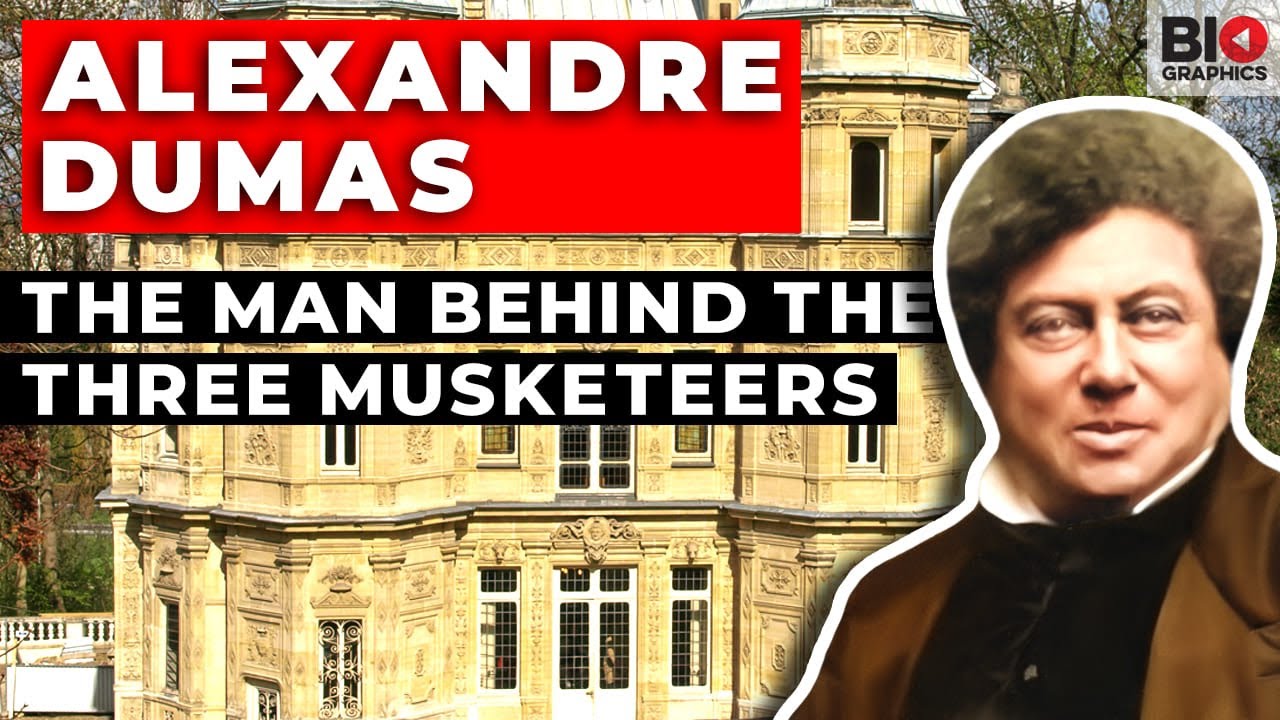 ALEXANDRE
DUMAS
THE MAN BEHIND THE
THREE MUSKETEERS
BIO
GRAPHICS